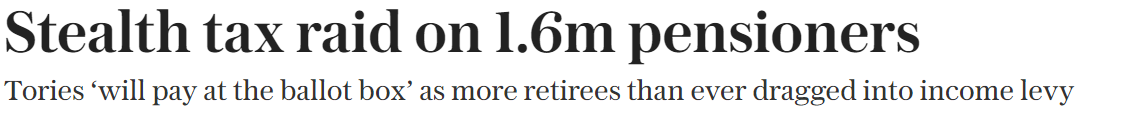 Stealth tax raid on 1.6m pensioners
Tories ‘will pay at the ballot box’ as more retirees than ever dragged into income levy